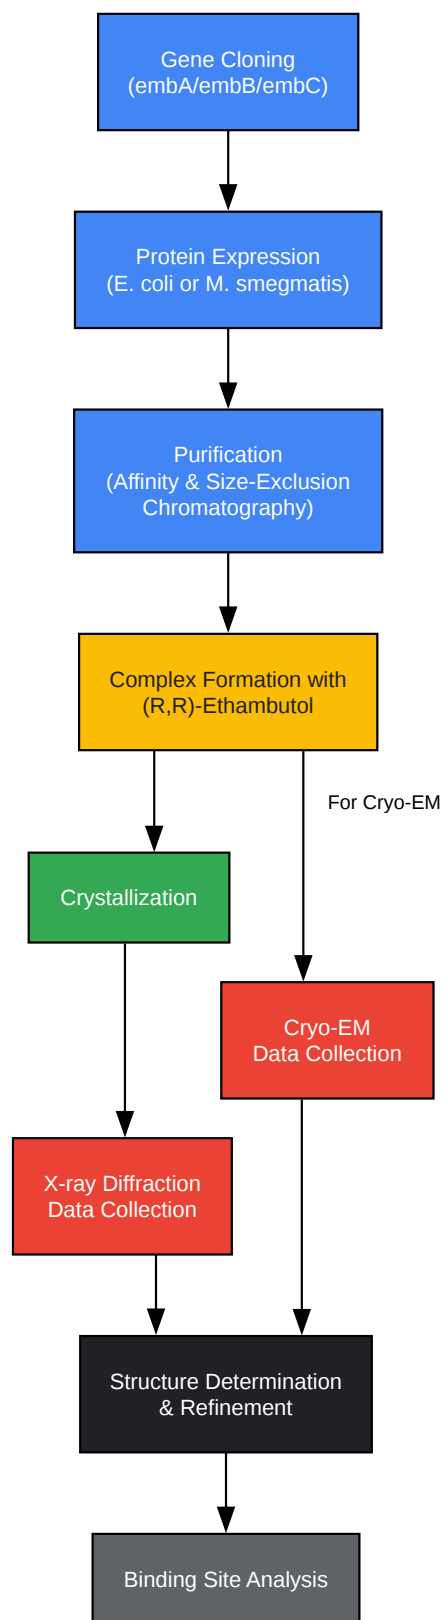 Gene Cloning
(embA/embB/embC)
Protein Expression
(E. coli or M. smegmatis)
Purification
(Affinity & Size-Exclusion
Chromatography)
Complex Formation with
(R,R)-Ethambutol
For Cryo-EM
Crystallization
Cryo-EM
Data Collection
X-ray Diffraction
Data Collection
Structure Determination
& Refinement
Binding Site Analysis